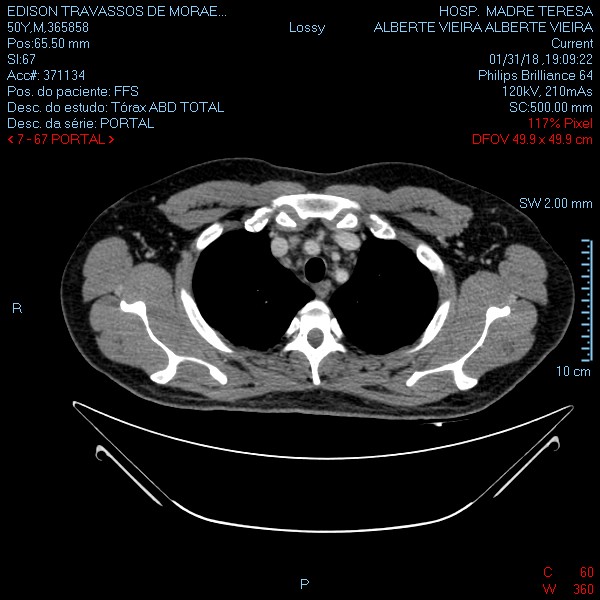 EDISON TRAVASSOS DE MORAE...
50Y,M,365858
Pos:65.50 mm
SI:67
Acc#: 371134
Pos. do paciente: FFS
Desc. do estudo: Tórax ABD TOTAL
Desc. da série: PORTAL
< 7 - 67 PORTAL >
Lossy
HOSP. MADRE TERESA
ALBERTE VIEIRA ALBERTE VIEIRA
Current
01/31/18 ,19:09:22
Philips Brilliance 64
120kV, 210mAs
SC:500.00 mm
117% Pixel
DFOV 49.9 x 49.9 cm
SW 2.00 mm
R
10 cm
P
C 60
W 360